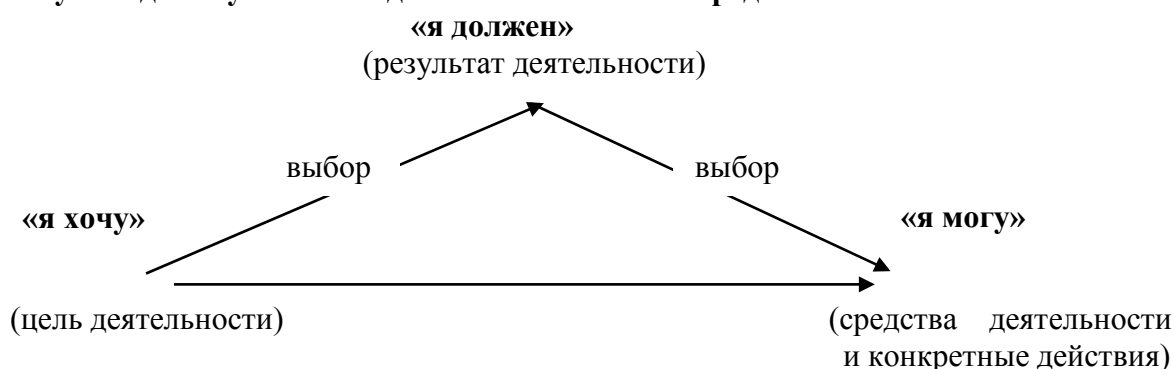 «я должен»
(результат деятельности)
выбор выбор
«я хочу» «я могу»
(цель деятельности) (средства деятельности
и конкретные действия)